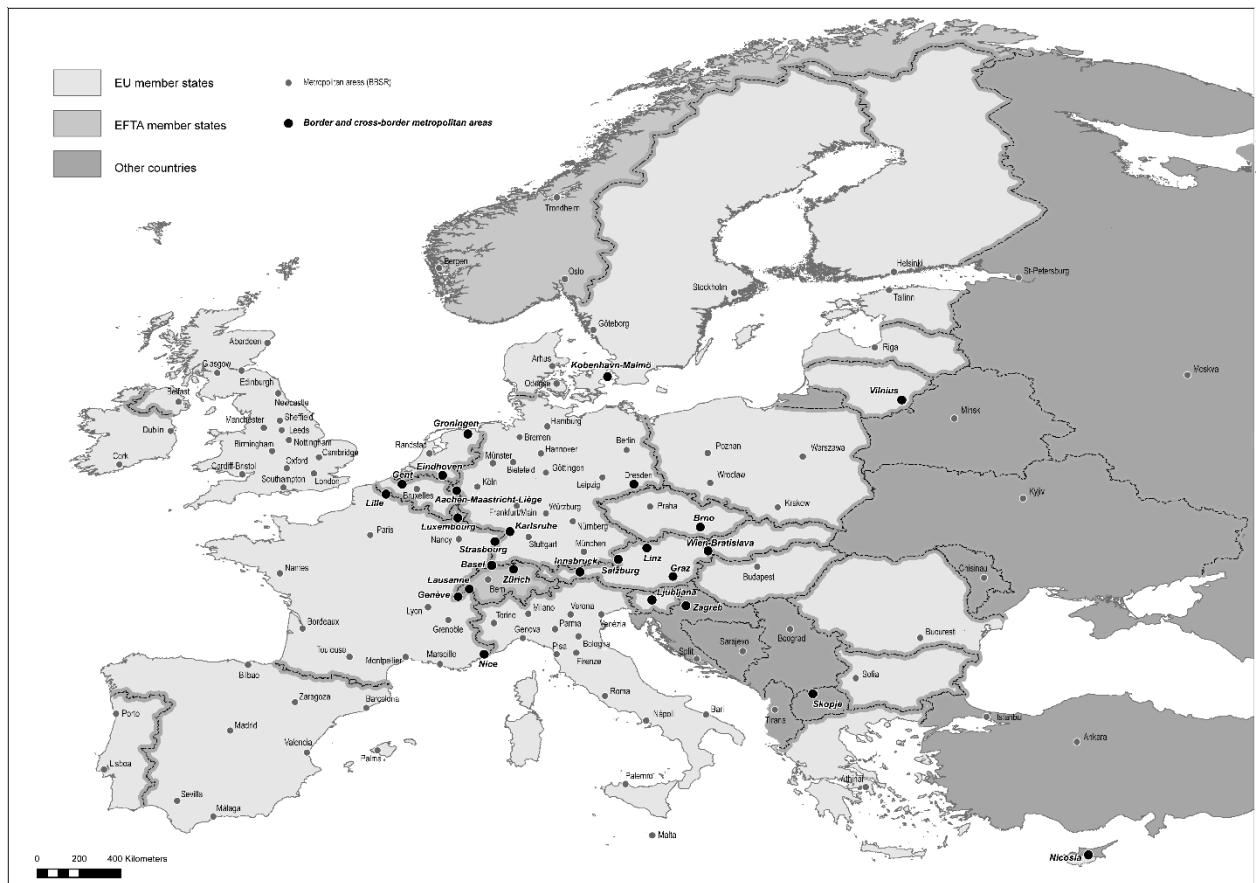 EU member states
Metropolitan areas (BBSR)
EFTA member states
Border and cross-border metropolitan areas
Other countries
Trondheim
Bergen
Oslo
Helsinki
St-Petersburg
Stockholm
Tallinn
Göteborg
Aberdeen
Riga
Arhus
Kobenhavn-Malmö
Glasgow
Moskva
Edinburgh
Odense
Belfast
Vilnius
Newcastle
Minsk
Sheffield
Manchester
Groningen
Hamburg
Dublin
Leeds
Bremen
Berlin
Nottingham
Randstad
Hannover
Poznan
Warszawa
Birmingham
Cambridge
Cork
Oxford
Münster
Eindhoven
Bielefeld
Göttingen
Cardiff-Bristol
Gent
Dresden
Wroclaw
Southampton
London
Köln
Leipzig
Bruxelles
Aachen-Maastricht-Liège
Kyjiv
Lille
Praha
Krakow
Frankfurt/Main
Würzburg
Luxembourg
Karlsruhe
Nürnberg
Brno
Paris
Nancy
Stuttgart
Strasbourg
München
Wien-Bratislava
Linz
Basel
Innsbruck
Salzburg
Graz
Nantes
Zürich
Budapest
Chisinau
Lausanne
Bern
Genève
Ljubljana
Zagreb
Lyon
Milano
Verona
Torino
Grenoble
Venézia
Bordeaux
Parma
Beograd
Genova
Bologna
Bucuresti
Sarajevo
Toulouse
Montpellier
Marseille
Pisa
Split
Nice
Firenze
Bilbao
Sofia
Zaragoza
Barcelona
Roma
Skopje
Porto
Tirana
Bari
Nápoli
Istanbul
Madrid
Ankara
Valencia
Palma
Lisboa
Palermo
Athinai
Sevilla
Málaga
Malta
Nicosia
0 200 400 Kilometers